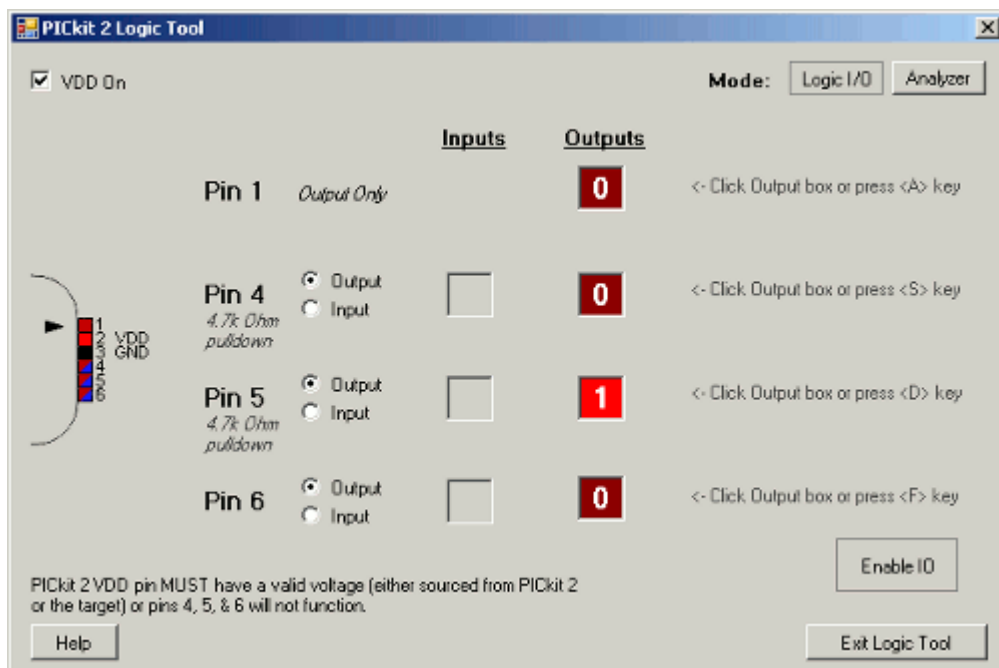 PICkit 2 Logic Tool
VDD On
Mode: Logic I/O Analyzer
Inputs Outputs
Pin 1 Output Only 0 <- Click Output box or press <A> key
Pin 4 Output 0 <- Click Output box or press <S> key
4.7k Ohm Input
pulldown
1
2 VDD
3 GND
4
5
6
Pin 5 Output 1 <- Click Output box or press <D> key
4.7k Ohm Input
pulldown
Pin 6 Output 0 <- Click Output box or press <F> key
Input
Enable IO
PICkit 2 VDD pin MUST have a valid voltage (either sourced from PICkit 2
or the target) or pins 4, 5, & 6 will not function.
Help Exit Logic Tool